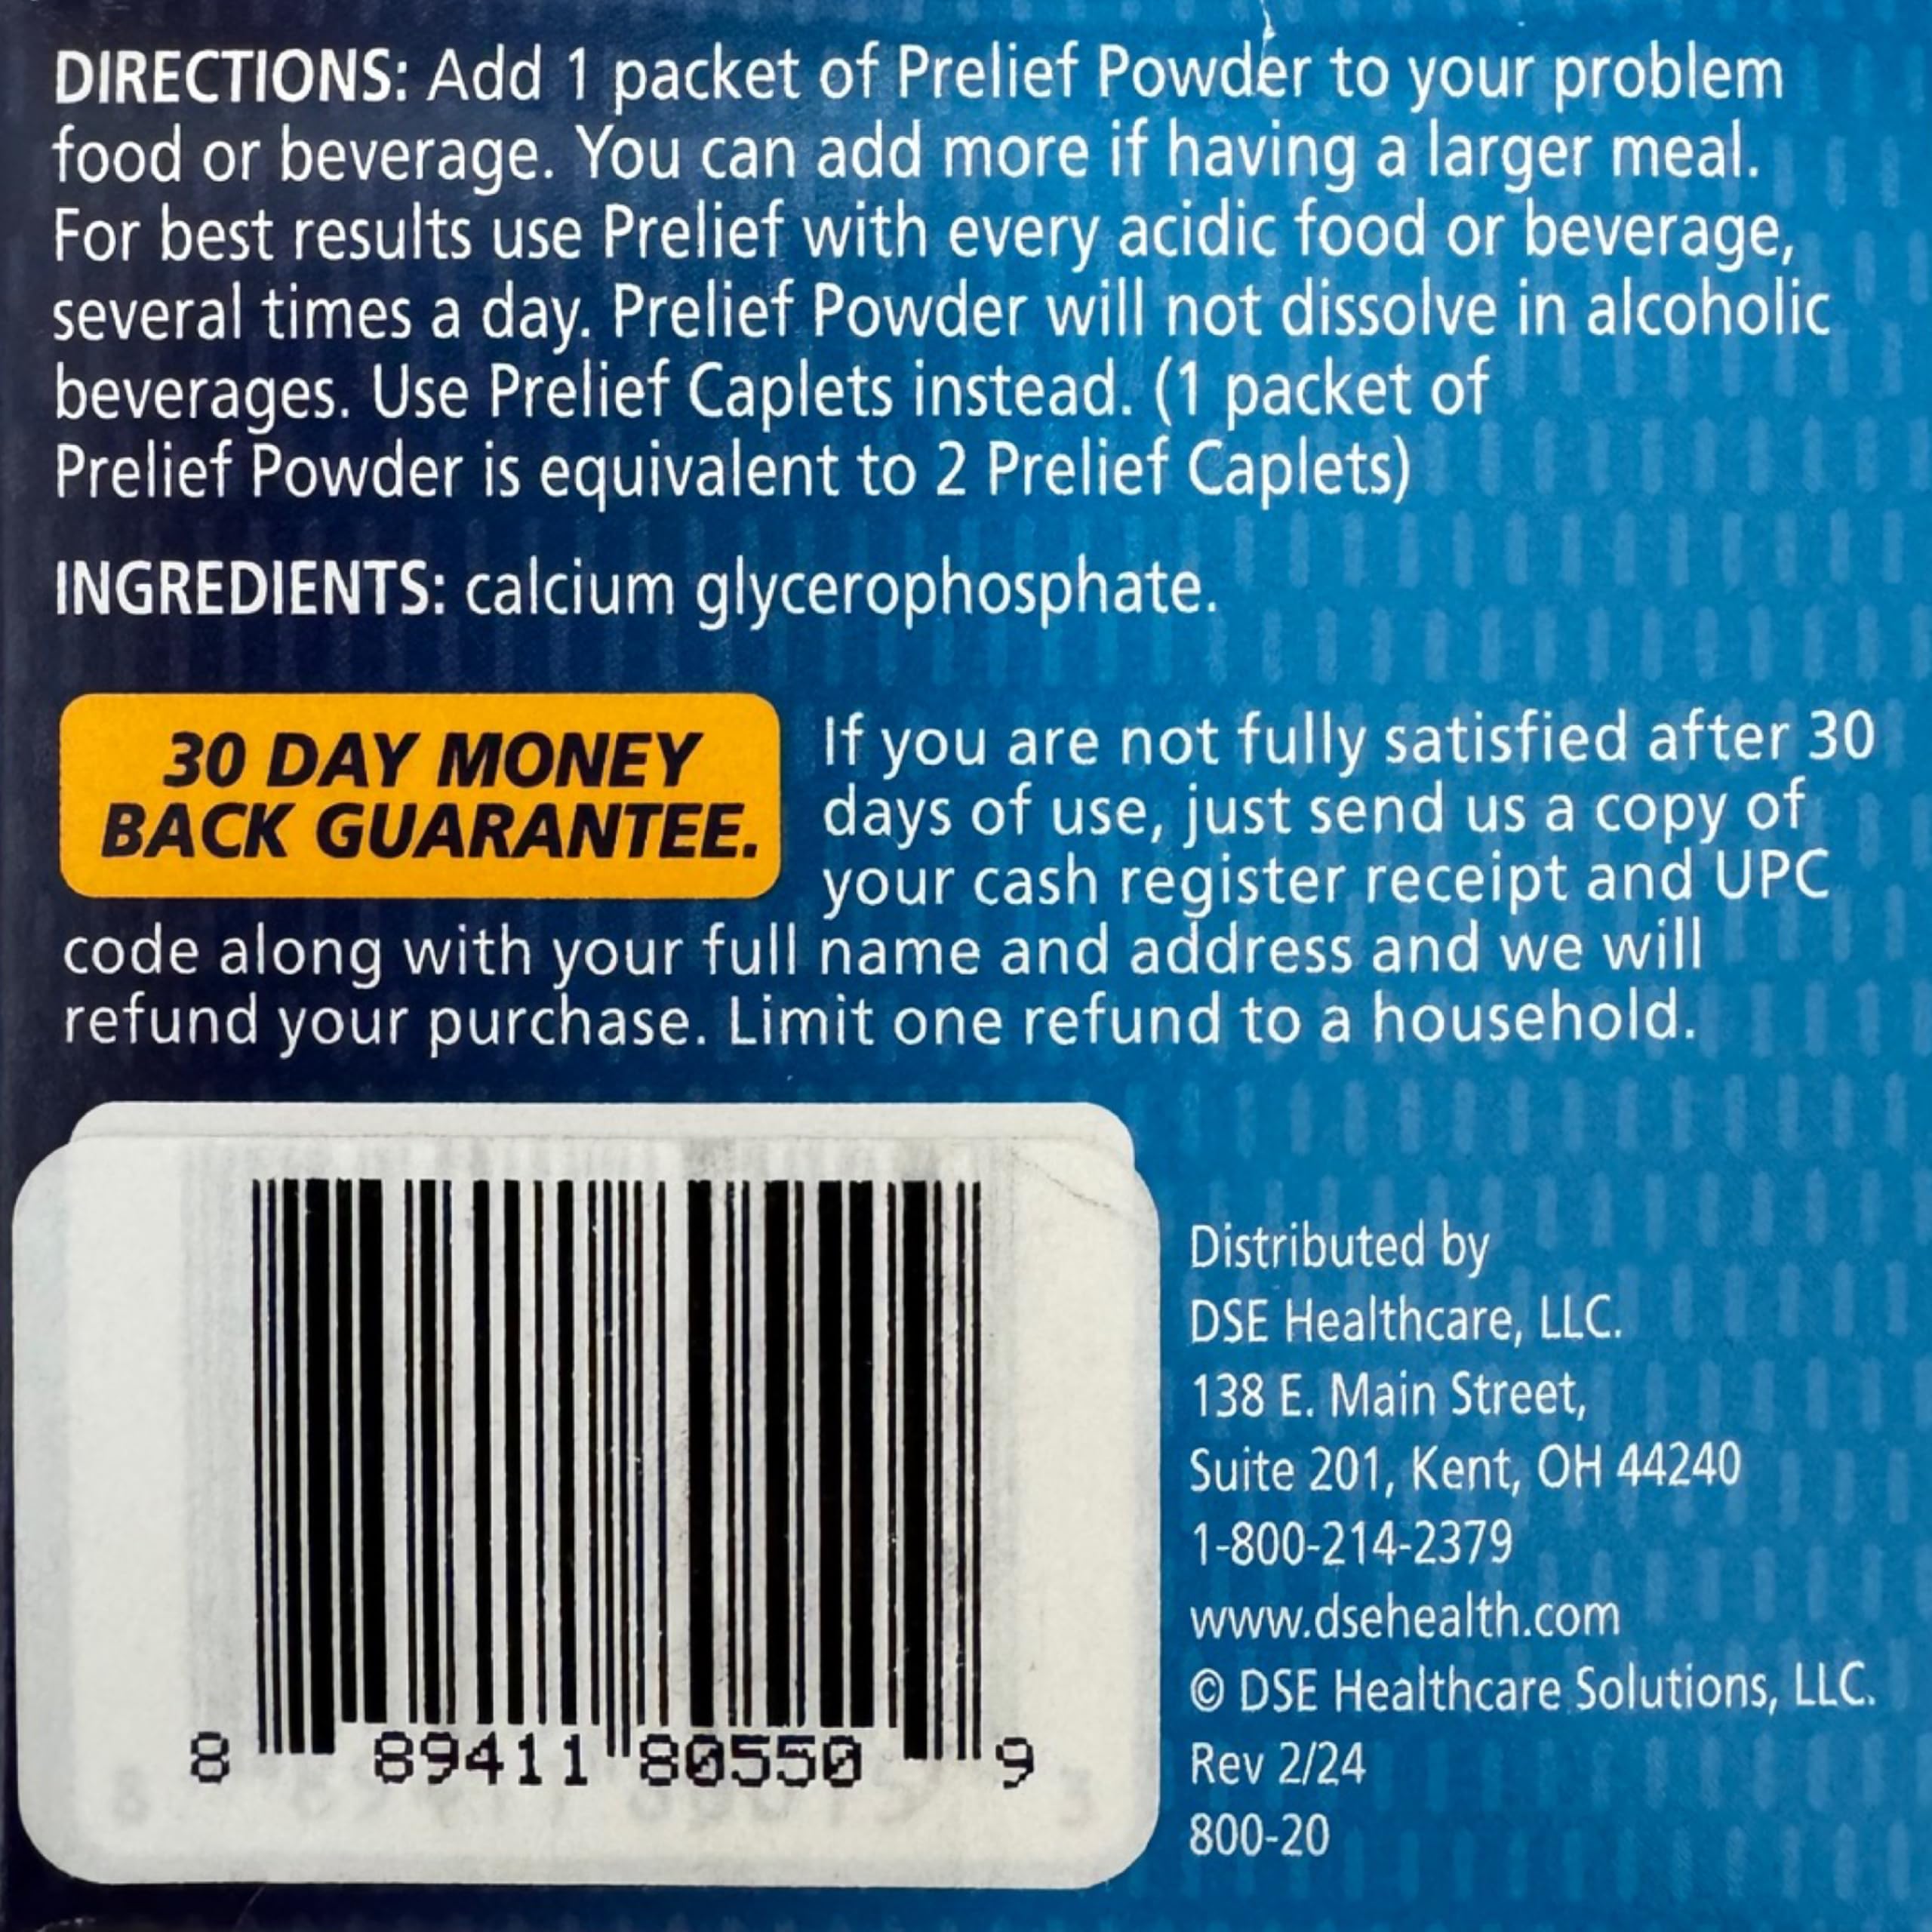 DIRECTIONS: Add 1 packet of Prelief Powder to your problem
food or beverage. You can add more if having a larger meal.
For best results use Prelief with every acidic food or beverage,
several times a day. Prelief Powder will not dissolve in alcoholic
beverages. Use Prelief Caplets instead. (1 packet of
Prelief Powder is equivalent to 2 Prelief Caplets)
INGREDIENTS: calcium glycerophosphate.
30 DAY MONEY
BACK GUARANTEE.
If you are not fully satisfied after 30
days of use, just send us a copy of
your cash register receipt and UPC
code along with your full name and address and we will
refund your purchase. Limit one refund to a household.
8 89411 80550 9
Distributed by
DSE Healthcare, LLC.
138 E. Main Street,
Suite 201, Kent, OH 44240
1-800-214-2379
www.dsehealth.com
© DSE Healthcare Solutions, LLC.
Rev 2/24
800-20